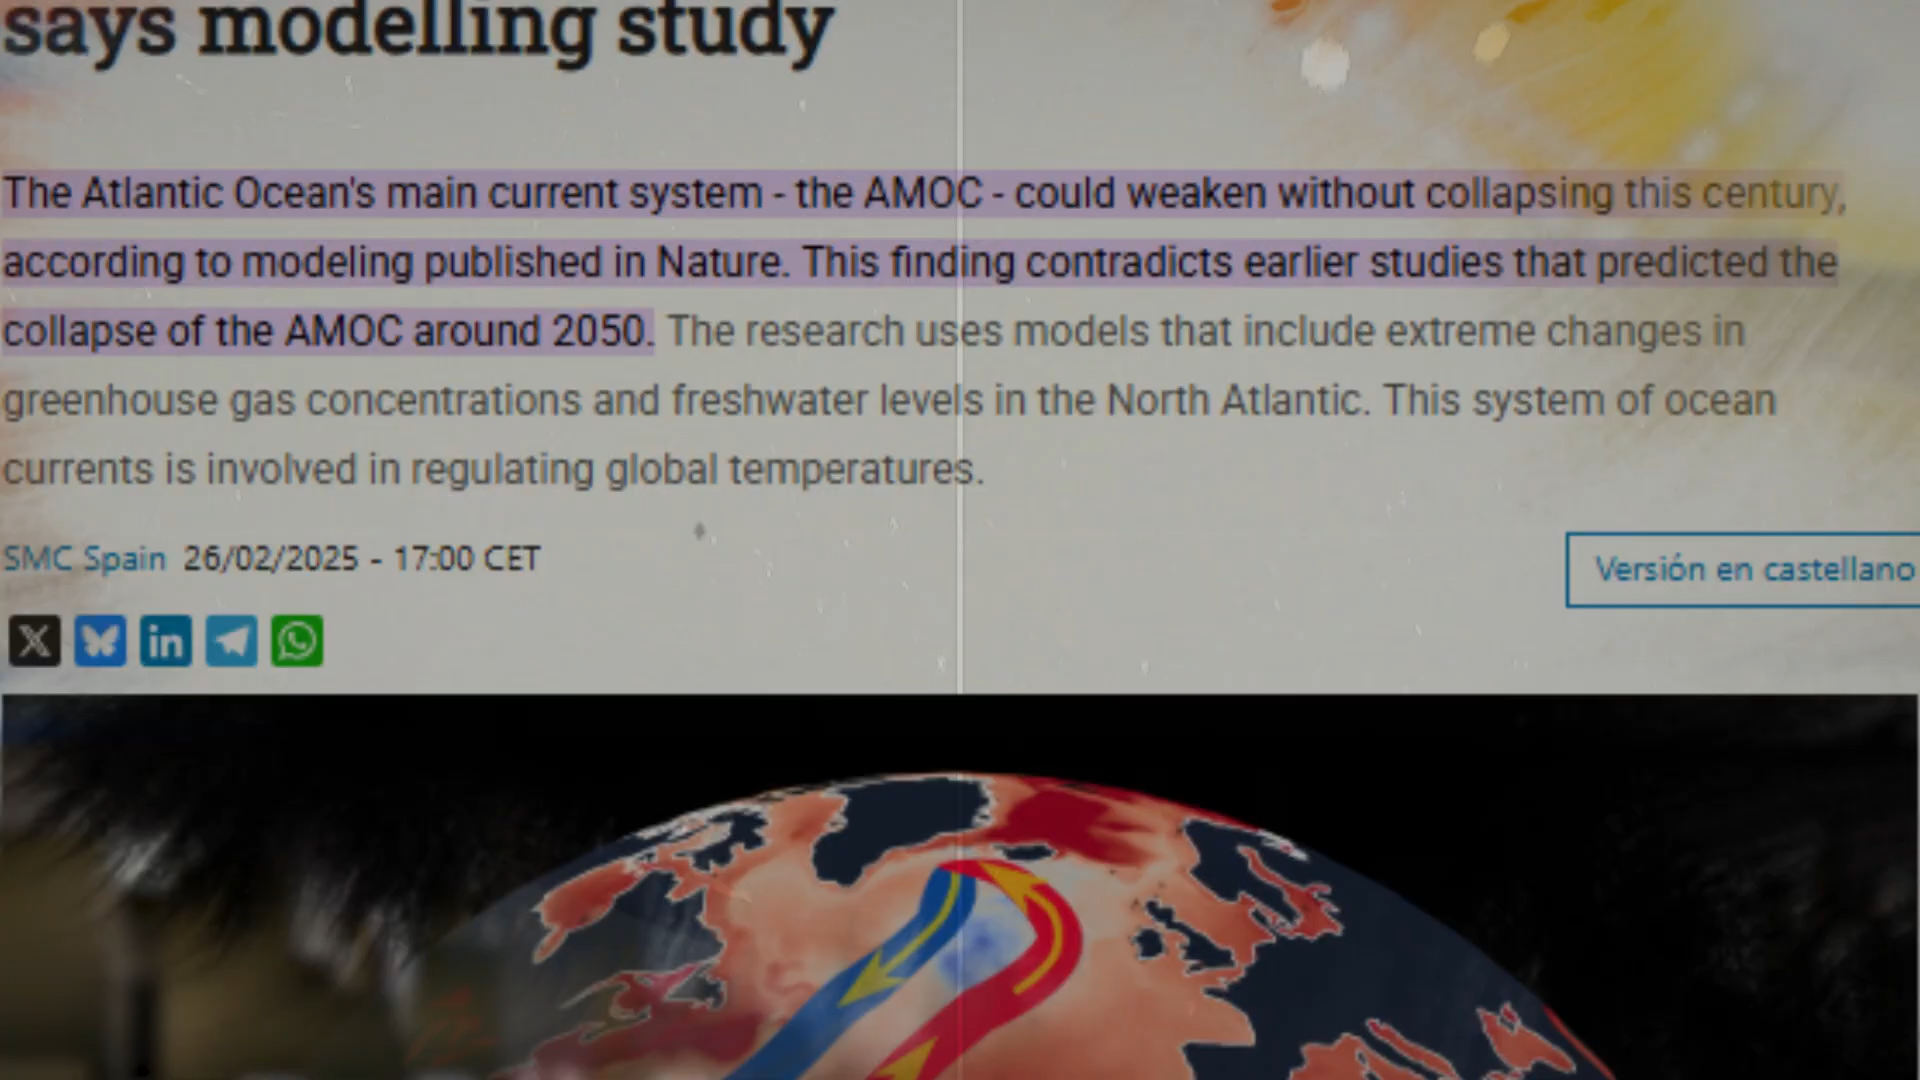 says modelling study
The Atlantic Ocean's main current system - the AMOC - could weaken without collapsing this century,
according to modeling published in Nature. This finding contradicts earlier studies that predicted the
collapse of the AMOC around 2050. The research uses models that include extreme changes in
greenhouse gas concentrations and freshwater levels in the North Atlantic. This system of ocean
currents is involved in regulating global temperatures.
SMC Spain 26/02/2025 - 17:00 CET
Versión en castellano
X
in